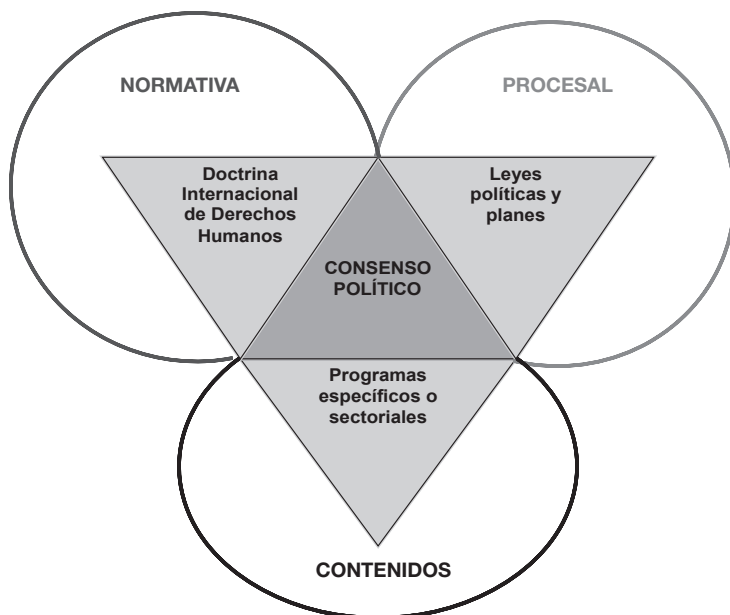 NORMATIVA
PROCESAL
Doctrina
Internacional
de Derechos
Humanos
Leyes
políticas y
planes
CONSENSO
POLÍTICO
Programas
específicos o
sectoriales
CONTENIDOS